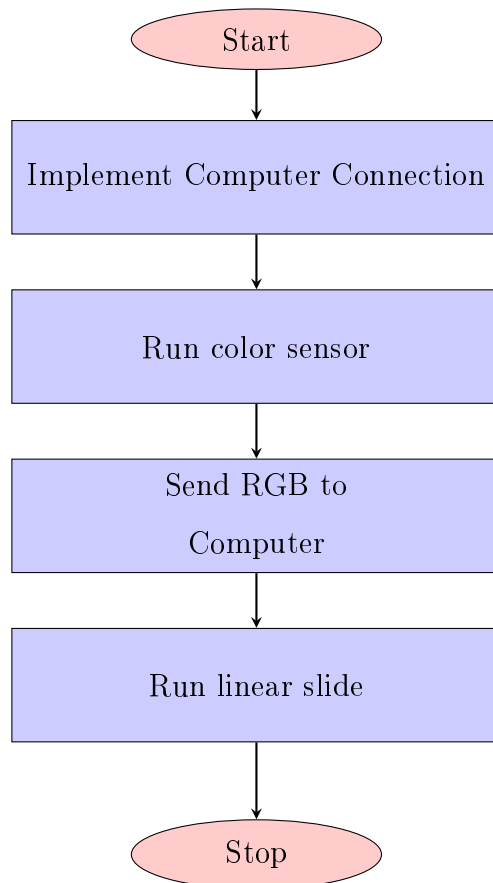 Start
Implement Computer Connection
Run color sensor
Send RGB to
Computer
Run linear slide
Stop